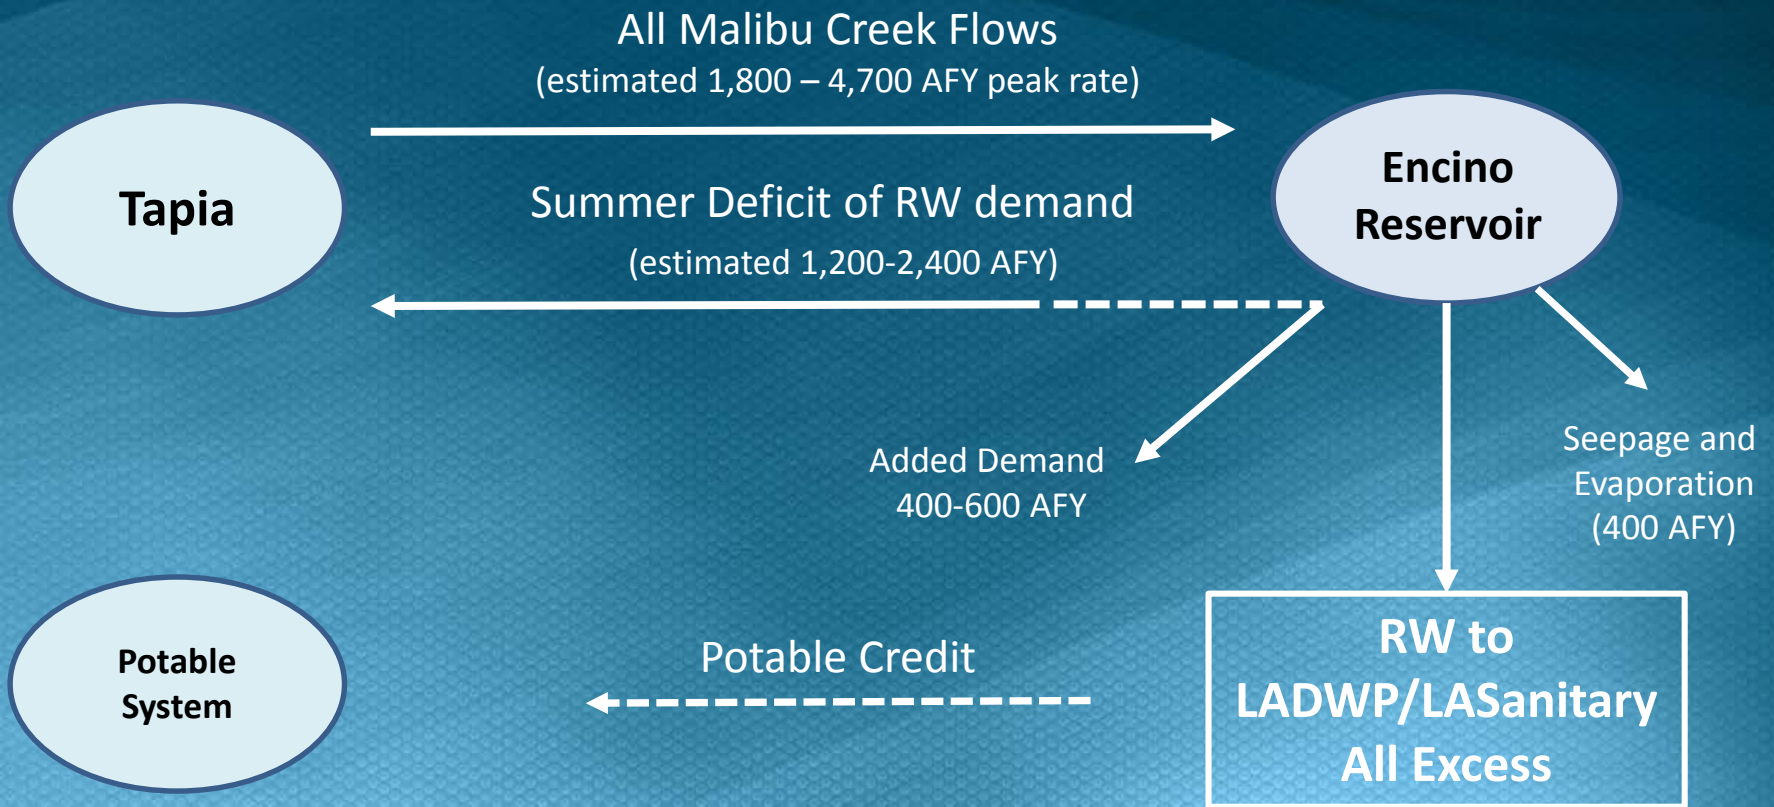 All Malibu Creek Flows
(estimated 1,800 – 4,700 AFY peak rate)
Tapia
Encino
Reservoir
Summer Deficit of RW demand
(estimated 1,200-2,400 AFY)
Added Demand
400-600 AFY
Seepage and
Evaporation
(400 AFY)
Potable
System
Potable Credit
RW to
LADWP/LASanitary
All Excess